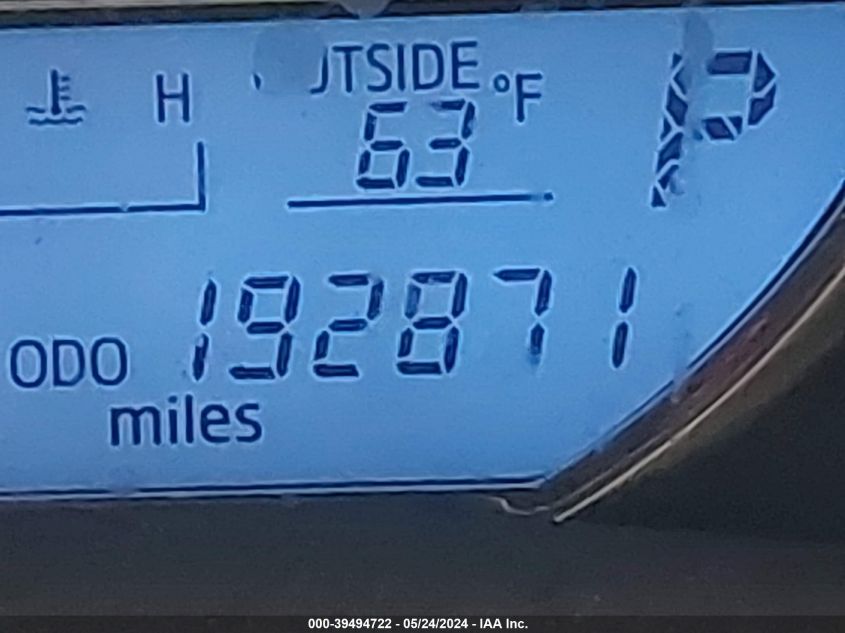 H
UTSIDE °F
63
P
ODO 192871
miles
000-39494722 - 05/24/2024 - IAA Inc.